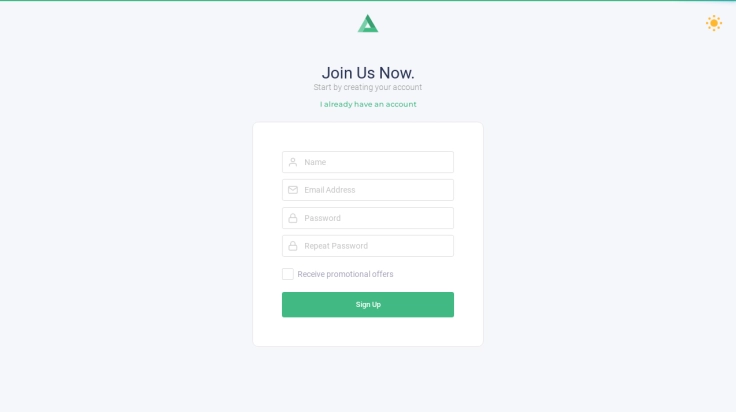 Join Us Now.
Start by creating your account
I already have an account
Name
Email Address
Password
Repeat Password
Receive promotional offers
Sign Up